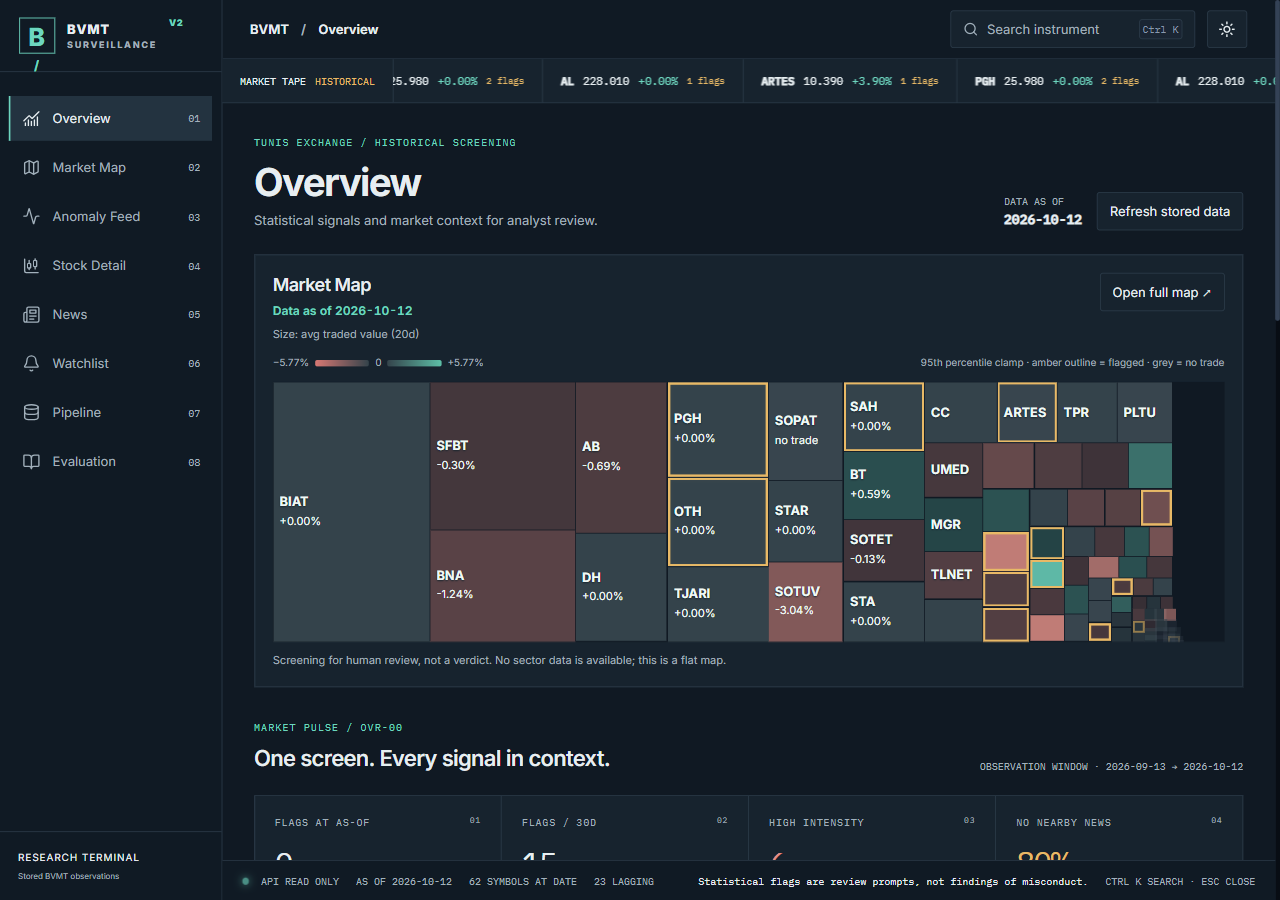 B
BVMT
V2
SURVEILLANCE
/
Overview 01
Market Map 02
Anomaly Feed 03
Stock Detail 04
News 05
Watchlist 06
Pipeline 07
Evaluation 08
RESEARCH TERMINAL
Stored BVMT observations
BVMT / Overview
Search instrument Ctrl K
MARKET TAPE HISTORICAL 25.980 +0.00% 2 flags AL 228.010 +0.00% 1 flags ARTES 10.390 +3.90% 1 flags PGH 25.980 +0.00% 2 flags AL 228.010
TUNIS EXCHANGE / HISTORICAL SCREENING
Overview
Statistical signals and market context for analyst review.
DATA AS OF
2026-10-12
Refresh stored data
Market Map
Data as of 2026-10-12
Size: avg traded value (20d)
Open full map ↗
−5.77% 0 +5.77%
95th percentile clamp · amber outline = flagged · grey = no trade
BIAT
+0.00%
SFBT
-0.30%
BNA
-1.24%
AB
-0.69%
DH
+0.00%
PGH
+0.00%
OTH
+0.00%
TJARI
+0.00%
SOPAT
no trade
STAR
+0.00%
SOTUV
-3.04%
SAH
+0.00%
BT
+0.59%
SOTET
-0.13%
STA
+0.00%
CC
ARTES
TPR
PLTU
UMED
MGR
TLNET
Screening for human review, not a verdict. No sector data is available; this is a flat map.
MARKET PULSE / OVR-00
One screen. Every signal in context.
OBSERVATION WINDOW · 2026-09-13 → 2026-10-12
FLAGS AT AS-OF 01
FLAGS / 30D 02
HIGH INTENSITY 03
NO NEARBY NEWS 04
API READ ONLY AS OF 2026-10-12 62 SYMBOLS AT DATE 23 LAGGING
Statistical flags are review prompts, not findings of misconduct.
CTRL K SEARCH · ESC CLOSE